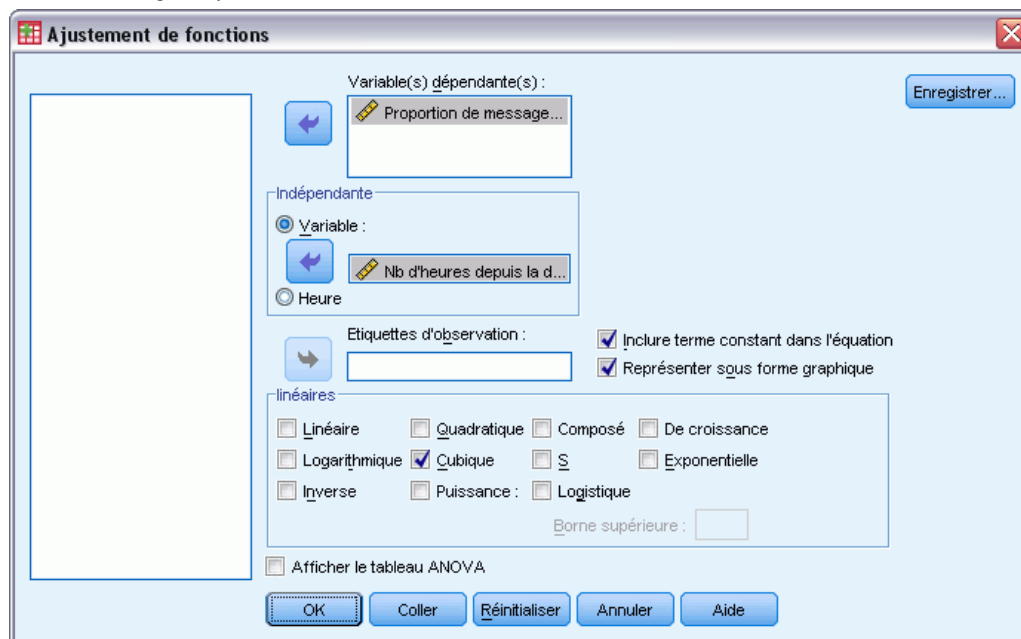 Ajustement de fonctions
Variable(s) dépendante(s) :
Enregistrer...
Proportion de message...
Indépendante
Variable :
Nb d'heures depuis la d...
Heure
Etiquettes d'observation :
Inclure terme constant dans l'équation
Représenter sous forme graphique
linéaires
Linéaire Quadratique Composé De croissance
Logarithmique Cubique S Exponentielle
Inverse Puissance : Logistique
Borne supérieure :
Afficher le tableau ANOVA
OK Coller Réinitialiser Annuler Aide